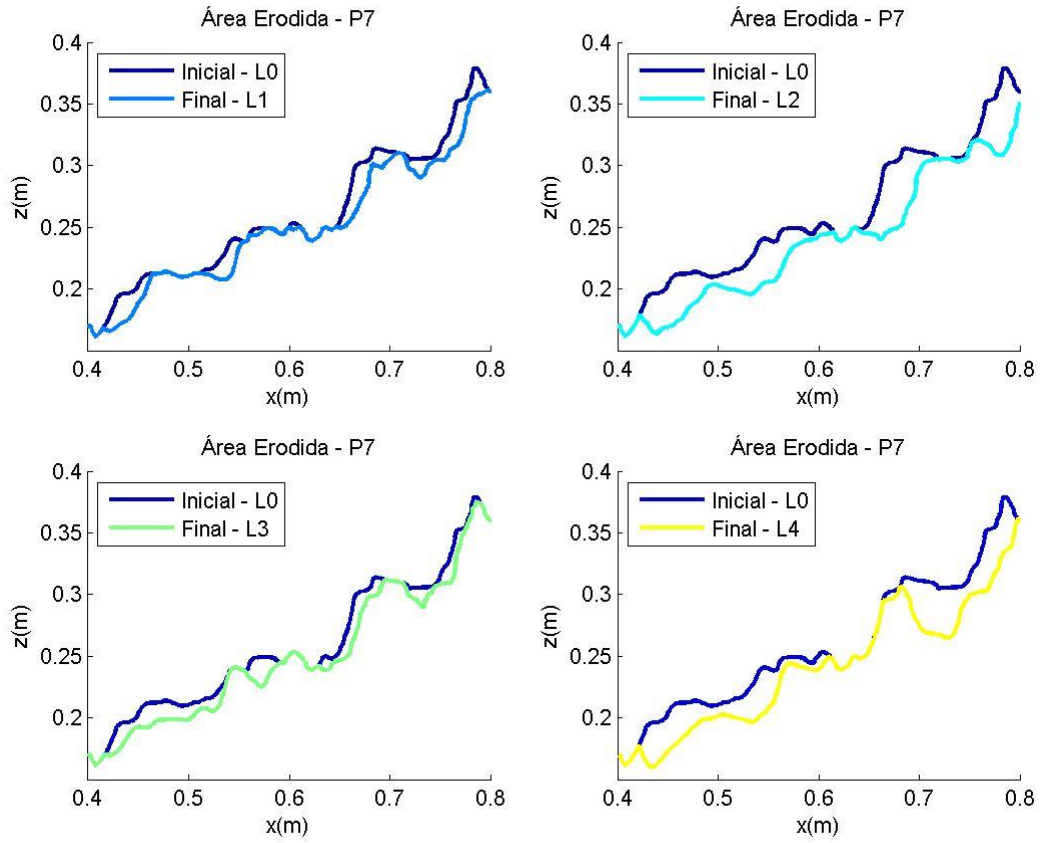 Área Erodida - P7
0.4
Inicial - L0
Final - L1
0.35
0.3
z(m)
0.25
0.2
0.4 0.5 0.6 0.7 0.8
x(m)
Área Erodida - P7
0.4
Inicial - L0
Final - L2
0.35
0.3
z(m)
0.25
0.2
0.4 0.5 0.6 0.7 0.8
x(m)
Área Erodida - P7
0.4
Inicial - L0
Final - L3
0.35
0.3
z(m)
0.25
0.2
0.4 0.5 0.6 0.7 0.8
x(m)
Área Erodida - P7
0.4
Inicial - L0
Final - L4
0.35
0.3
z(m)
0.25
0.2
0.4 0.5 0.6 0.7 0.8
x(m)